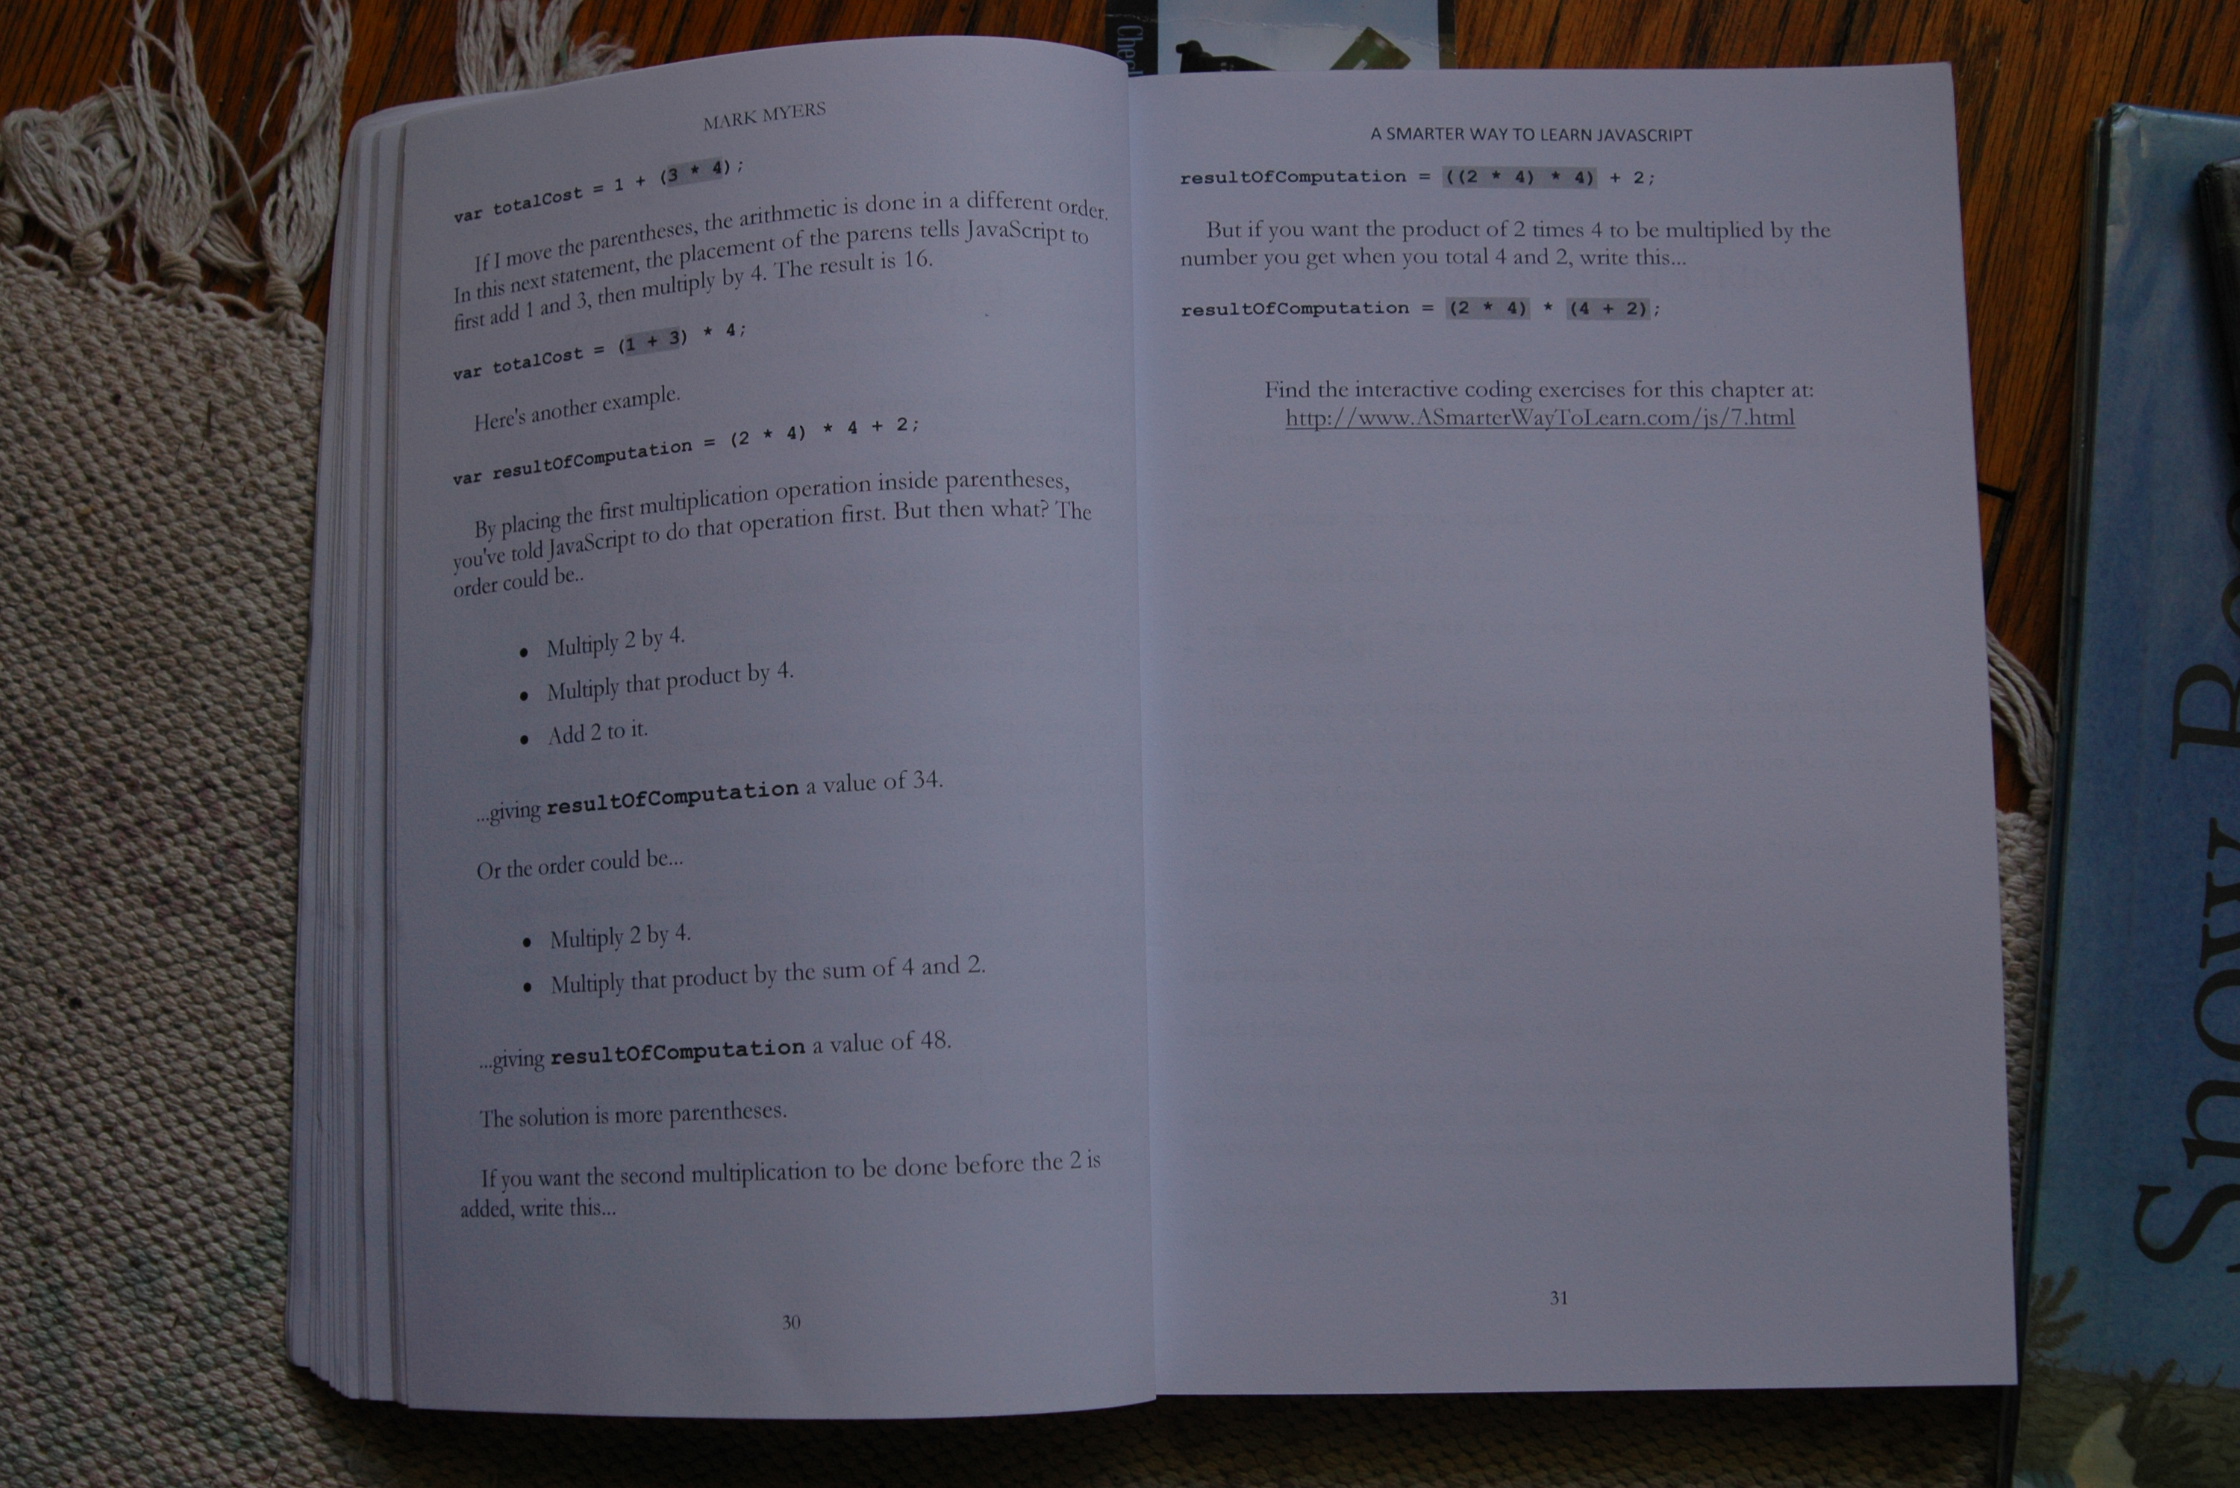 MARK MYERS
var totalCost = 1 + (3 * 4);
If I move the parentheses, the arithmetic is done in a different order.
In this next statement, the placement of the parens tells JavaScript to
first add 1 and 3, then multiply by 4. The result is 16.
var totalCost = (1 + 3) * 4;
Here's another example.
var resultOfComputation = (2 * 4) * 4 + 2;
By placing the first multiplication operation inside parentheses,
you've told JavaScript to do that operation first. But then what? The
order could be..
• Multiply 2 by 4.
• Multiply that product by 4.
• Add 2 to it.
...giving resultOfComputation a value of 34.
Or the order could be...
• Multiply 2 by 4.
• Multiply that product by the sum of 4 and 2.
...giving resultOfComputation a value of 48.
The solution is more parentheses.
If you want the second multiplication to be done before the 2 is
added, write this...
30
A SMARTER WAY TO LEARN JAVASCRIPT
resultOfComputation = ((2 * 4) * 4) + 2;
But if you want the product of 2 times 4 to be multiplied by the
number you get when you total 4 and 2, write this...
resultOfComputation = (2 * 4) * (4 + 2);
Find the interactive coding exercises for this chapter at:
http://www.ASmarterWayToLearn.com/js/7.html
31
Snow